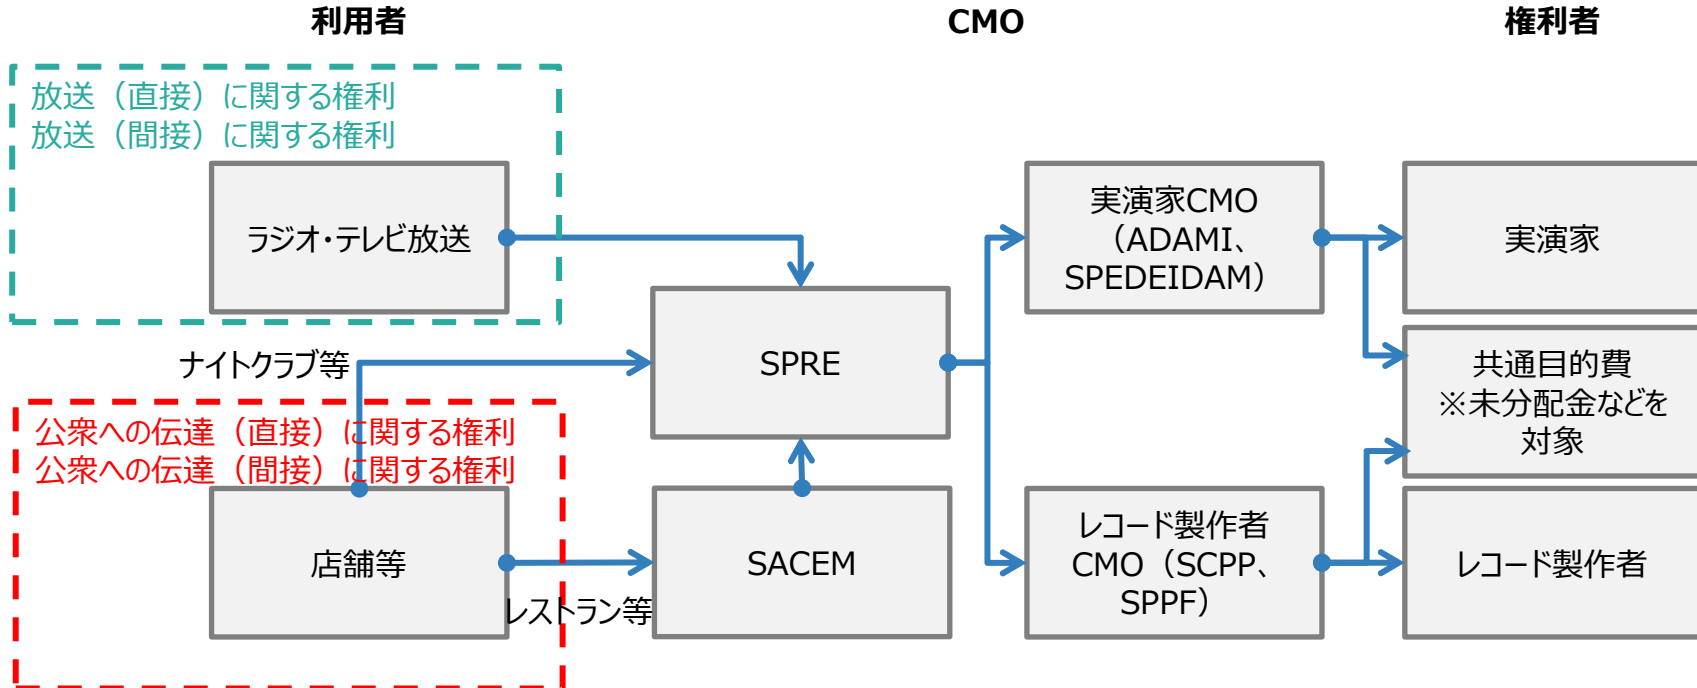 利用者
CMO
権利者
放送（直接）に関する権利
放送（間接）に関する権利
ラジオ・テレビ放送
ナイトクラブ等
公衆への伝達（直接）に関する権利
公衆への伝達（間接）に関する権利
店舗等
レストラン等
SPRE
SACEM
実演家CMO
（ADAMI、
SPEDEIDAM）
レコード製作者
CMO（SCPP、
SPPF）
実演家
共通目的費
※未分配金などを
対象
レコード製作者